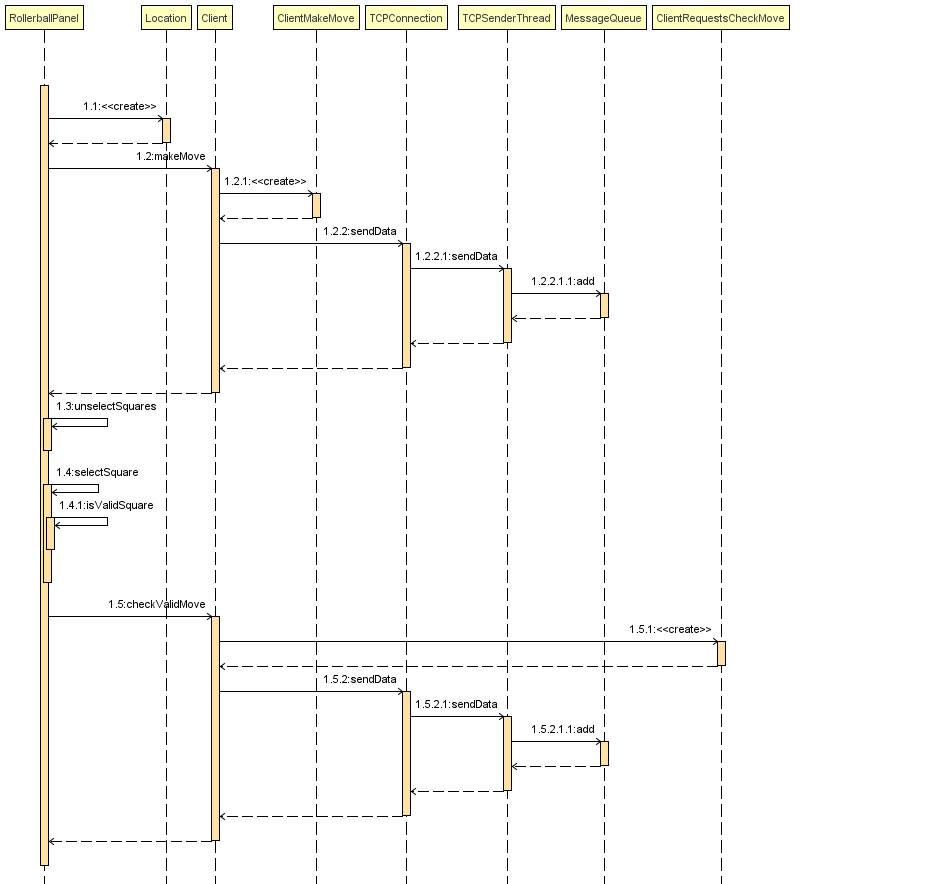 RollerballPanel
Location
Client
ClientMakeMove
TCPConnection
TCPSenderThread
MessageQueue
ClientRequestsCheckMove
1.1:<<create>>
1.2:makeMove
1.2.1:<<create>>
1.2.2:sendData
1.2.2.1:sendData
1.2.2.1.1:add
1.3:unselectSquares
1.4:selectSquare
1.4.1:isValidSquare
1.5:checkValidMove
1.5.1:<<create>>
1.5.2:sendData
1.5.2.1:sendData
1.5.2.1.1:add